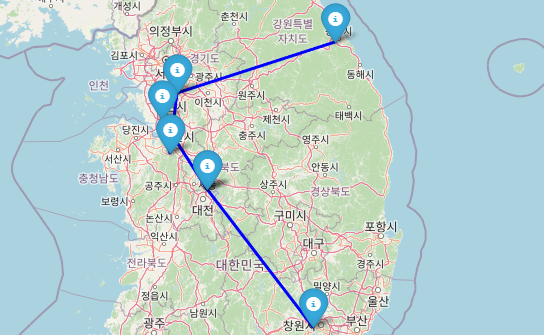 개성시
춘천시
강원특별
자치도
의정부시
김포시
경기도
인천
광주시
동해시
이천시
원주시
태백시
제천시
당진시
충주시
영주시
서산시
충청남도
안동시
공주시
상주시
경상북도
보령시
대전
논산시
구미시
포항시
익산시
대구
전라북도
대한민국
경주시
밀양시
정읍시
남원시
울산
광주
창원시
부산